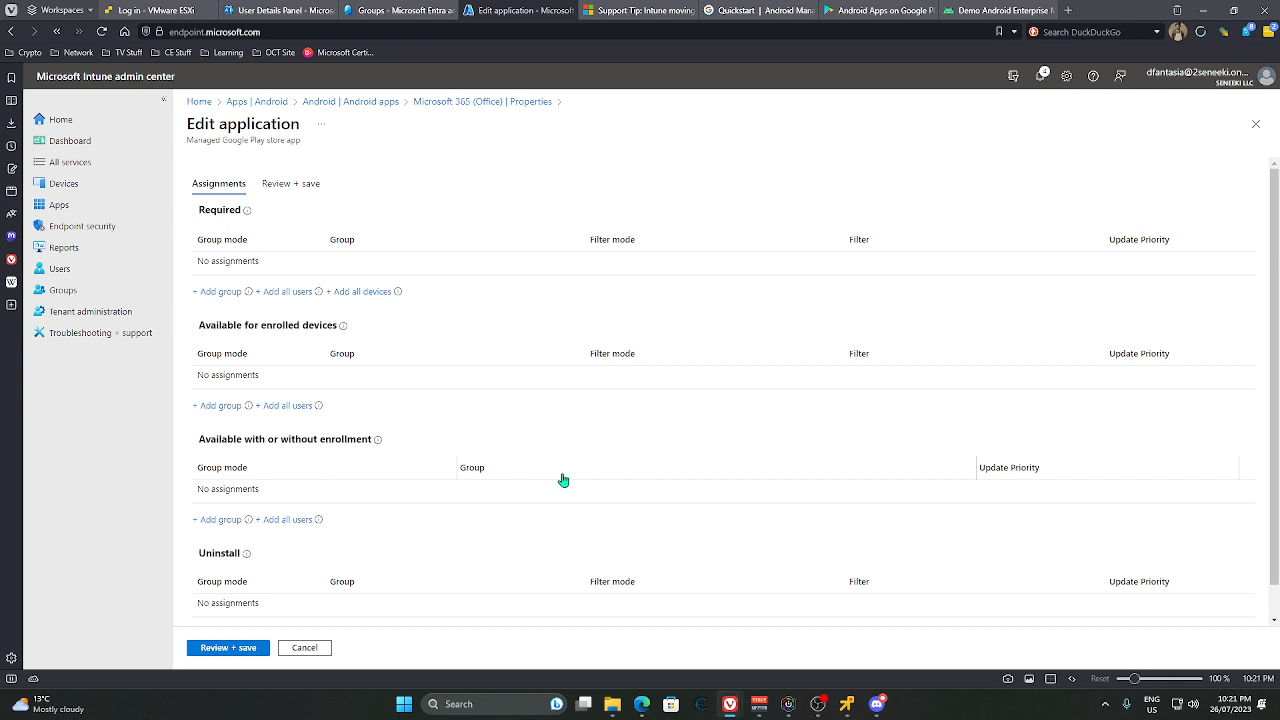 Workspaces
Log in - VMware ESXi
User Details Panel - Micros
Groups - Microsoft Entra a
Edit application - Microsoft
Support Tip: Intune moving
Quickstart | Android Ma
Android Apps on Google P
Demo Android Enterprise f
endpoint.microsoft.com
Search DuckDuckGo
8
2
Crypto
Network
TV Stuff
CE Stuff
Learning
OCT Site
Microsoft Certi...
Microsoft Intune admin center
4
dfantasia@2seneeki.on...
SENEEKI LLC
Home
Dashboard
All services
Devices
Apps
Endpoint security
Reports
Users
Groups
Tenant administration
Troubleshooting + support
Home > Apps | Android > Android | Android apps > Microsoft 365 (Office) | Properties >
Edit application ...
Managed Google Play store app
Assignments Review + save
Required
Group mode Group Filter mode Filter Update Priority
No assignments
+ Add group + Add all users + Add all devices
Available for enrolled devices
Group mode Group Filter mode Filter Update Priority
No assignments
+ Add group + Add all users
Available with or without enrollment
Group mode Group Update Priority
No assignments
+ Add group + Add all users
Uninstall
Group mode Group Filter mode Filter Update Priority
No assignments
Review + save Cancel
Reset 100 % 10:21 PM
13°C
Mostly cloudy
Search
ENG
US
10:21 PM
26/07/2023